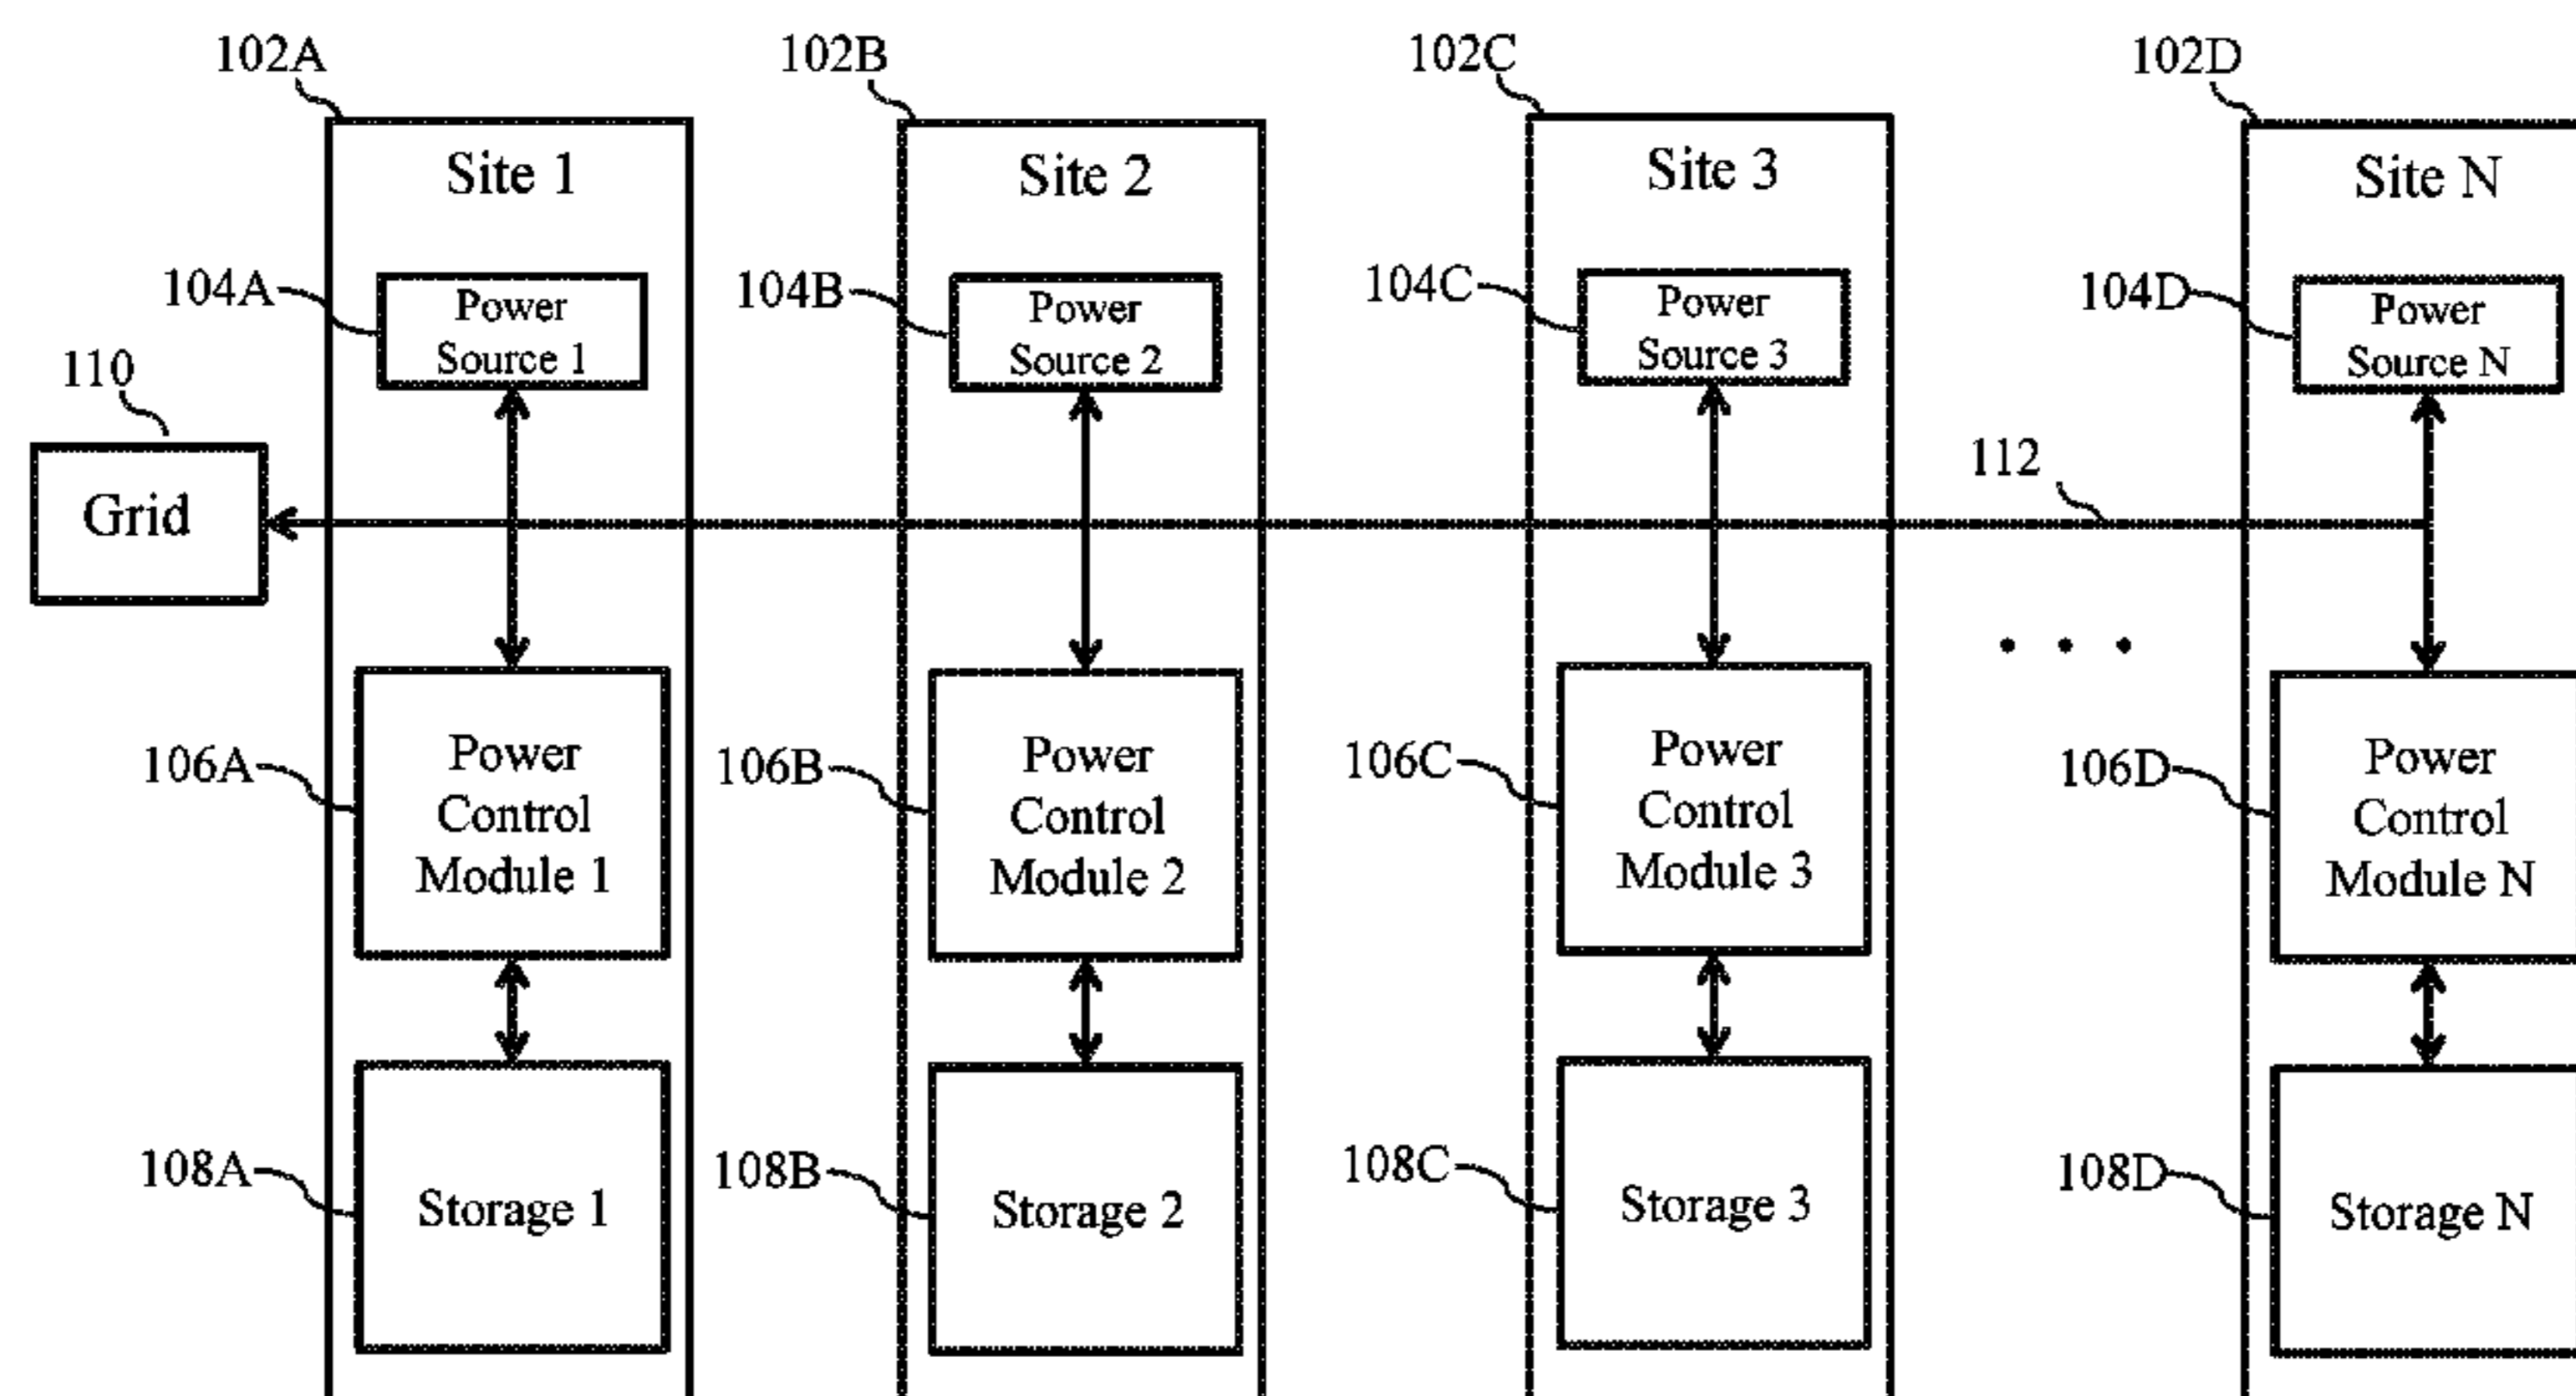 102A
102B
102C
102D
Site 1
Site 2
Site 3
Site N
104A
104B
104C
104D
Power
Source 1
Power
Source 2
Power
Source 3
Power
Source N
110
Grid
112
. . .
106A
106B
106C
106D
Power
Control
Module 1
Power
Control
Module 2
Power
Control
Module 3
Power
Control
Module N
108A
108B
108C
108D
Storage 1
Storage 2
Storage 3
Storage N